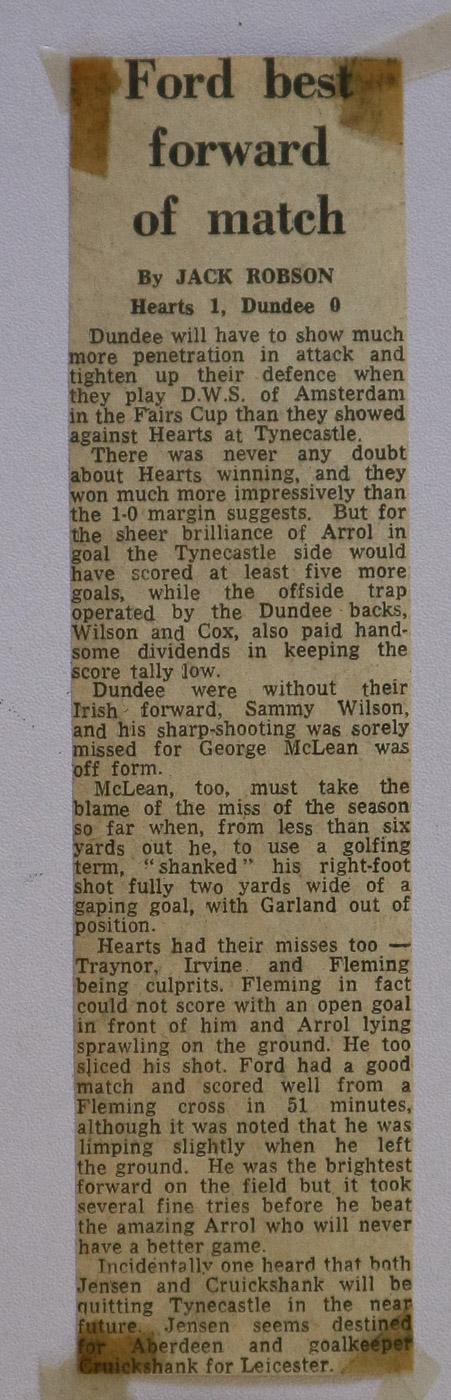 Ford best
forward
of match
By JACK ROBSON
Hearts 1, Dundee 0
Dundee will have to show much
more penetration in attack and
tighten up their defence when
they play D.W.S. of Amsterdam
in the Fairs Cup than they showed
against Hearts at Tynecastle.
There was never any doubt
about Hearts winning, and they
won much more impressively than
the 1-0 margin suggests. But for
the sheer brilliance of Arrol in
goal the Tynecastle side would
have scored at least five more
goals, while the offside trap
operated by the Dundee backs,
Wilson and Cox, also paid hand-
some dividends in keeping the
score tally low.
Dundee were without their
Irish forward, Sammy Wilson,
and his sharp-shooting was sorely
missed for George McLean was
off form.
McLean, too, must take the
blame of the miss of the season
so far when, from less than six
yards out he, to use a golfing
term, "shanked" his right-foot
shot fully two yards wide of a
gaping goal, with Garland out of
position.
Hearts had their misses too —
Traynor, Irvine and Fleming
being culprits. Fleming in fact
could not score with an open goal
in front of him and Arrol lying
sprawling on the ground. He too
sliced his shot. Ford had a good
match and scored well from a
Fleming cross in 51 minutes,
although it was noted that he was
limping slightly when he left
the ground. He was the brightest
forward on the field but it took
several fine tries before he beat
the amazing Arrol who will never
have a better game.
Incidentally one heard that both
Jensen and Cruickshank will be
quitting Tynecastle in the near
future. Jensen seems destined
for Aberdeen and goalkeeper
Cruickshank for Leicester.